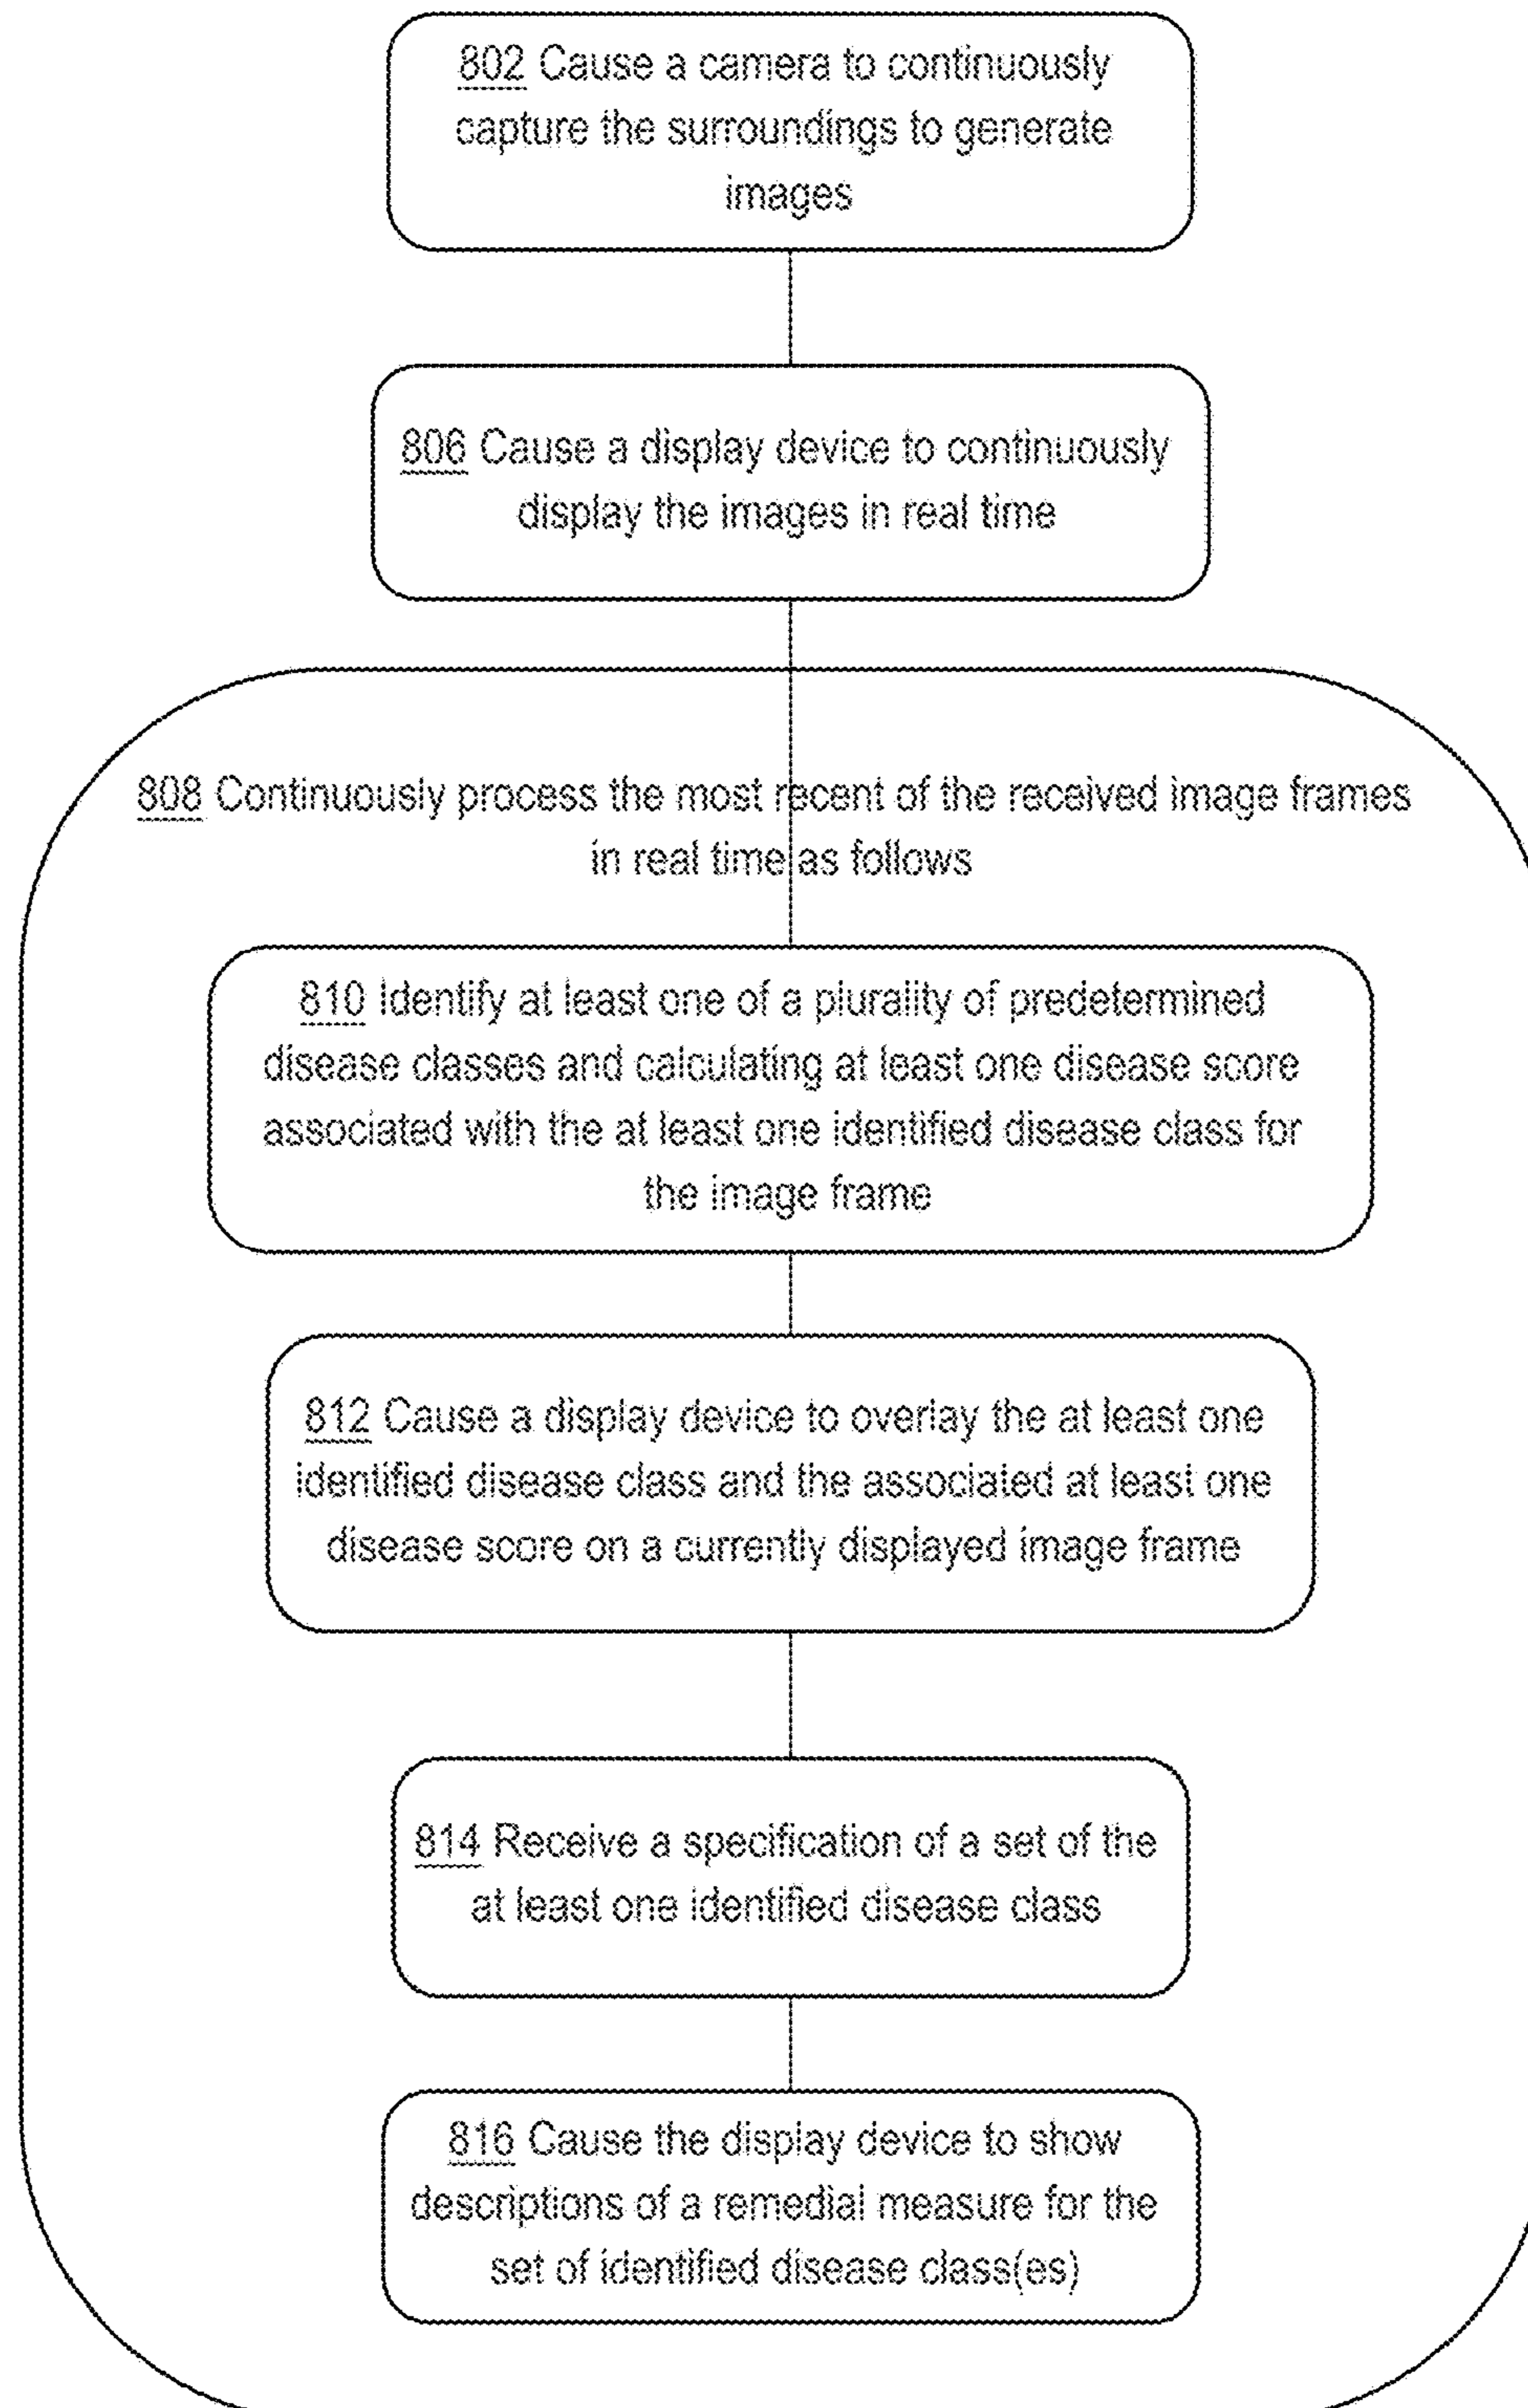 802 Cause a camera to continuously
capture the surroundings to generate
images
806 Cause a display device to continuously
display the images in real time
808 Continuously process the most recent of the received image frames
in real time as follows
810 Identify at least one of a plurality of predetermined
disease classes and calculating at least one disease score
associated with the at least one identified disease class for
the image frame
812 Cause a display device to overlay the at least one
identified disease class and the associated at least one
disease score on a currently displayed image frame
814 Receive a specification of a set of the
at least one identified disease class
816 Cause the display device to show
descriptions of a remedial measure for the
set of identified disease class(es)